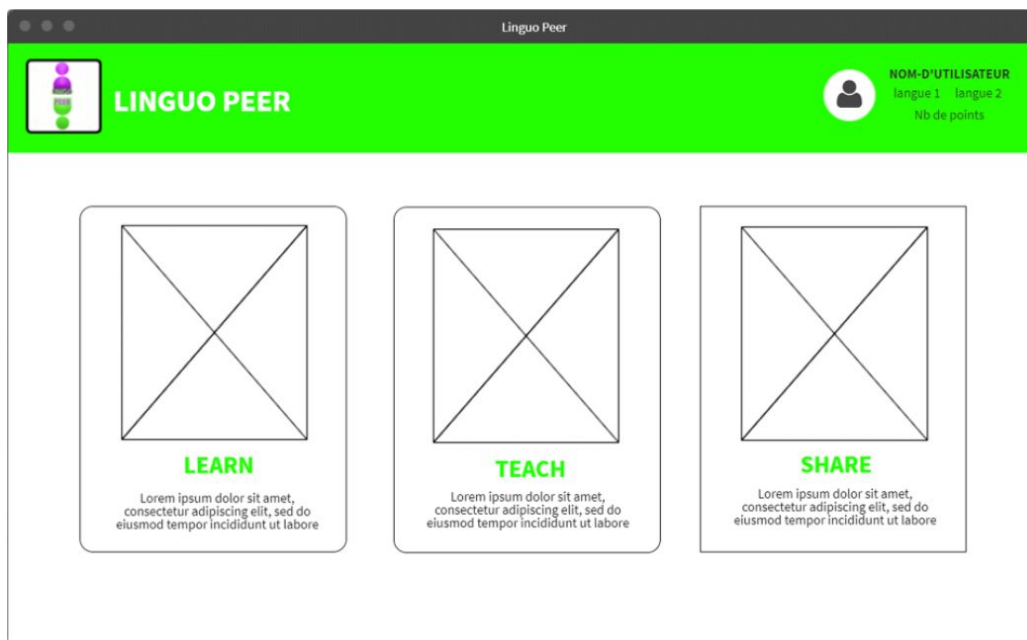 Linguo Peer
PEER
LINGUO PEER
NOM-D'UTILISATEUR
langue 1 langue 2
Nb de points
LEARN
Lorem ipsum dolor sit amet,
consectetur adipiscing elit, sed do
eiusmod tempor incididunt ut labore
TEACH
Lorem ipsum dolor sit amet,
consectetur adipiscing elit, sed do
eiusmod tempor incididunt ut labore
SHARE
Lorem ipsum dolor sit amet,
consectetur adipiscing elit, sed do
eiusmod tempor incididunt ut labore